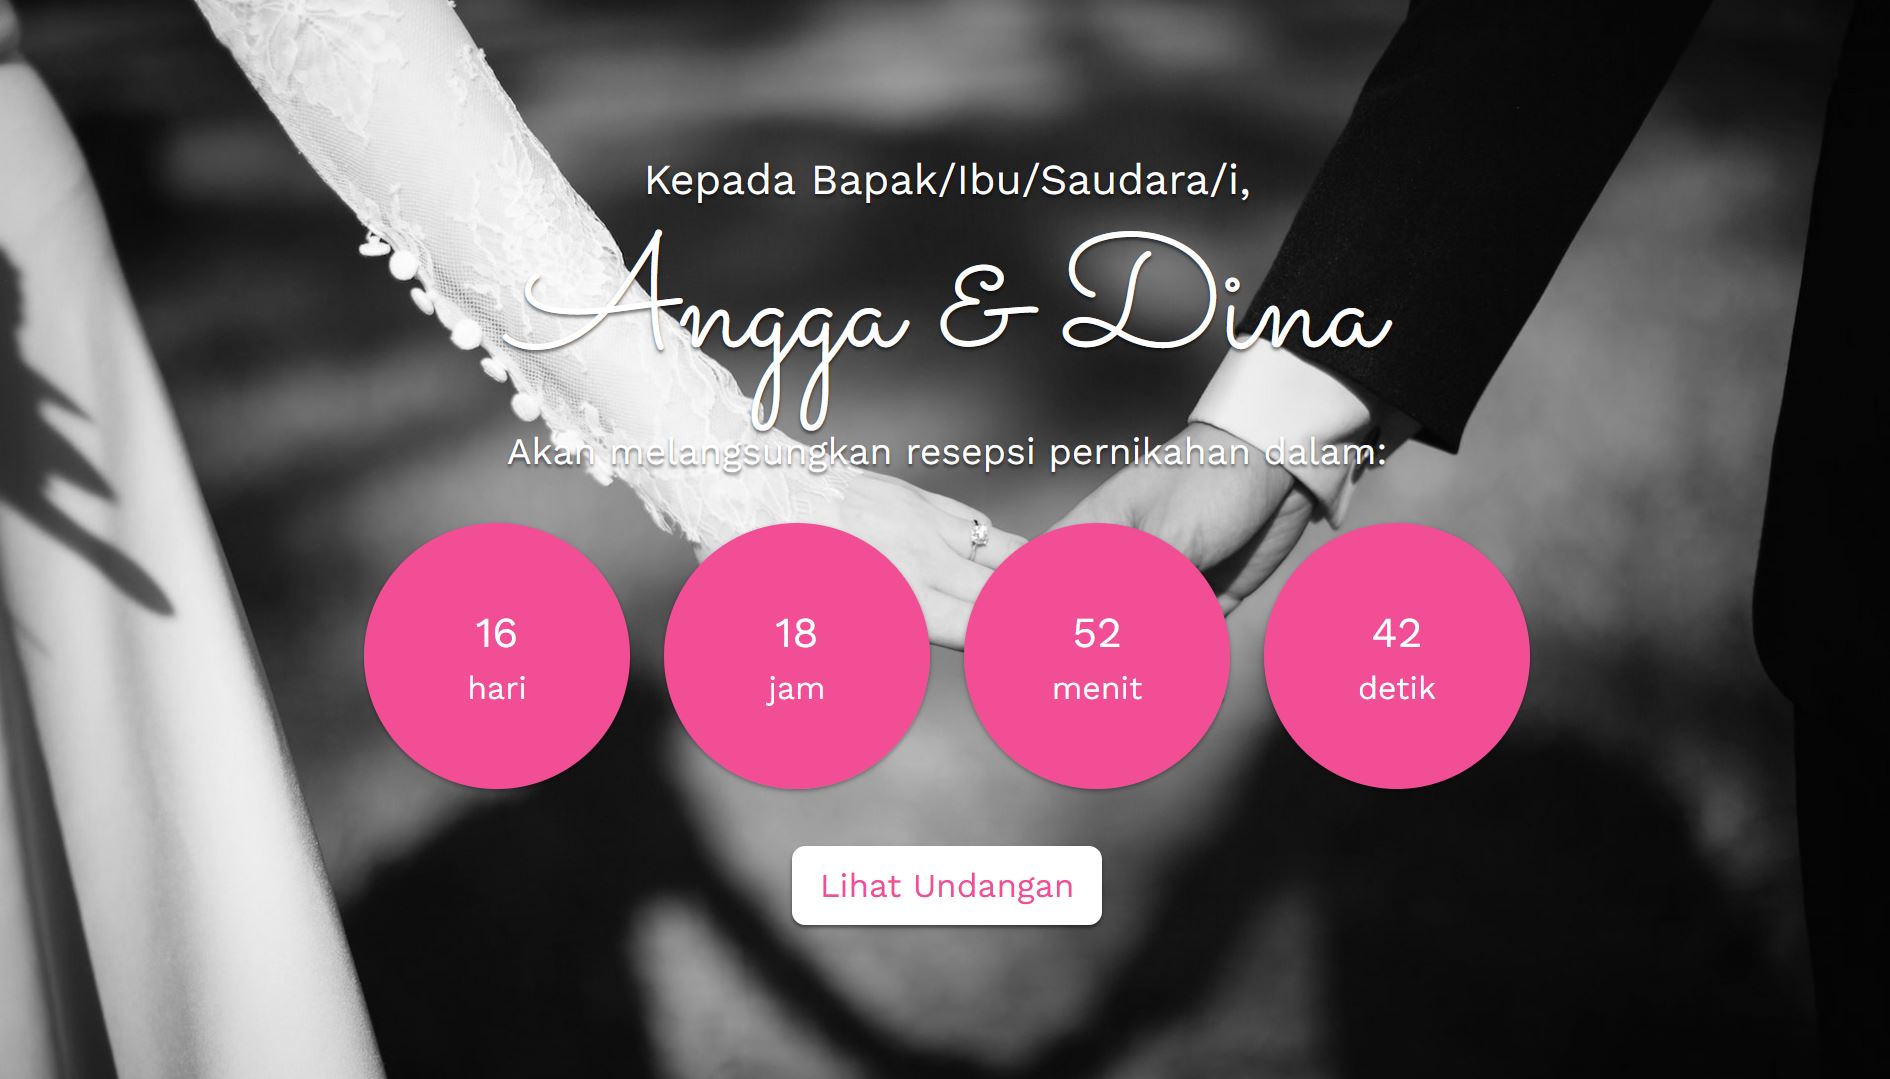 Kepada Bapak/Ibu/Saudara/i,
Angga & Dina
Akan melangsungkan resepsi pernikahan dalam:
16 18 52 42
hari jam menit detik
Lihat Undangan